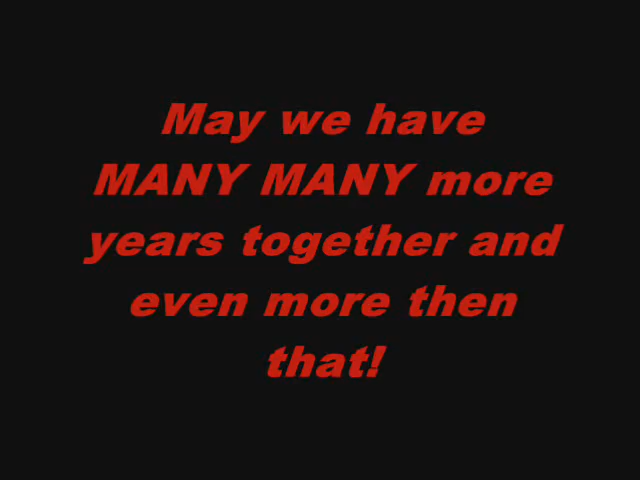 May we have
MANY MANY more
years together and
even more then
that!